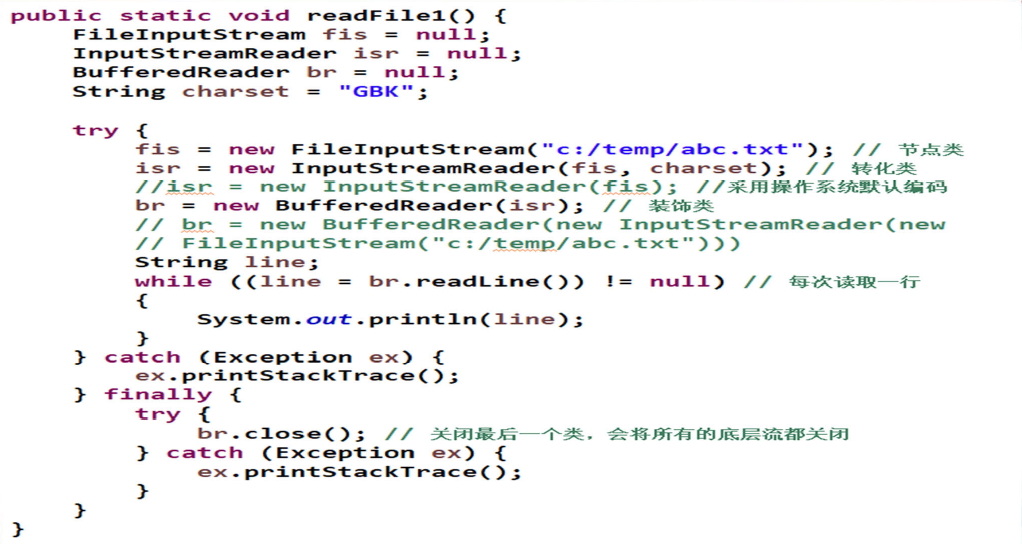 public static void readFile1() {
FileInputStream fis = null;
InputStreamReader isr = null;
BufferedReader br = null;
String charset = "GBK";
try {
fis = new FileInputStream("c:/temp/abc.txt"); // 节点类
isr = new InputStreamReader(fis, charset); // 转化类
//isr = new InputStreamReader(fis); //采用操作系统默认编码
br = new BufferedReader(isr); // 装饰类
// br = new BufferedReader(new InputStreamReader(new
// FileInputStream("c:/temp/abc.txt")))
String line;
while ((line = br.readLine()) != null) // 每次读取一行
{
System.out.println(line);
}
} catch (Exception ex) {
ex.printStackTrace();
} finally {
try {
br.close(); // 关闭最后一个类，会将所有的底层流都关闭
} catch (Exception ex) {
ex.printStackTrace();
}
}
}